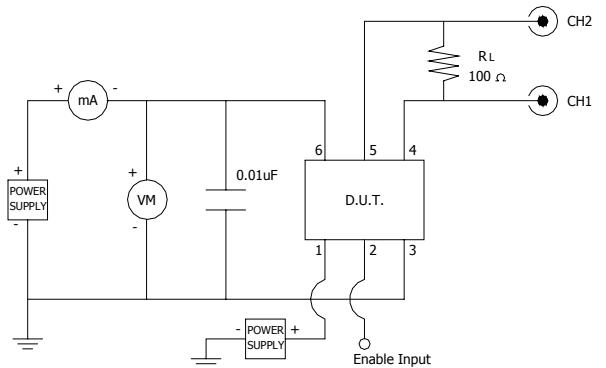 CH2
RL
100 Ω
CH1
+ mA -
6 5 4
+
POWER
SUPPLY
-
+
VM
-
0.01uF
D.U.T.
1 2 3
-
POWER
SUPPLY
+
Enable Input